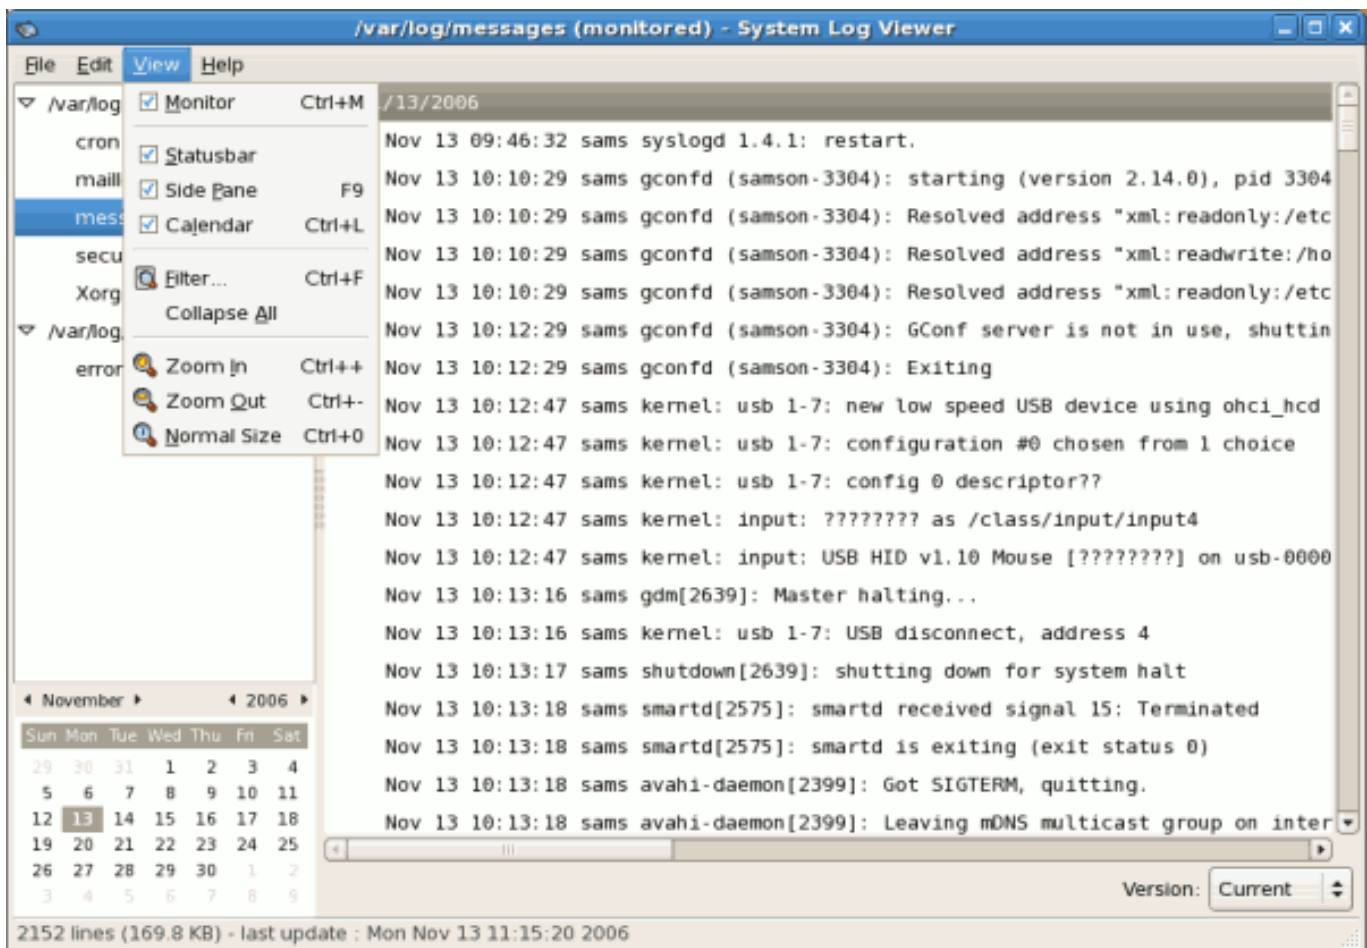 /var/log/messages (monitored) - System Log Viewer
File Edit View Help
/var/log
cron
maill
mess
secu
Xorg
/var/log
error
Monitor Ctrl+M
Statusbar
Side Pane F9
Calendar Ctrl+L
Filter... Ctrl+F
Collapse All
Zoom In Ctrl++
Zoom Out Ctrl+-
Normal Size Ctrl+0
/13/2006
Nov 13 09:46:32 sams syslogd 1.4.1: restart.
Nov 13 10:10:29 sams gconfd (samson-3304): starting (version 2.14.0), pid 3304
Nov 13 10:10:29 sams gconfd (samson-3304): Resolved address "xml:readonly:/etc
Nov 13 10:10:29 sams gconfd (samson-3304): Resolved address "xml:readwrite:/ho
Nov 13 10:10:29 sams gconfd (samson-3304): Resolved address "xml:readonly:/etc
Nov 13 10:12:29 sams gconfd (samson-3304): GConf server is not in use, shuttin
Nov 13 10:12:29 sams gconfd (samson-3304): Exiting
Nov 13 10:12:47 sams kernel: usb 1-7: new low speed USB device using ohci_hcd
Nov 13 10:12:47 sams kernel: usb 1-7: configuration #0 chosen from 1 choice
Nov 13 10:12:47 sams kernel: usb 1-7: config 0 descriptor??
Nov 13 10:12:47 sams kernel: input: ???????? as /class/input/input4
Nov 13 10:12:47 sams kernel: input: USB HID v1.10 Mouse [????????] on usb-0000
Nov 13 10:13:16 sams gdm[2639]: Master halting...
Nov 13 10:13:16 sams kernel: usb 1-7: USB disconnect, address 4
Nov 13 10:13:17 sams shutdown[2639]: shutting down for system halt
Nov 13 10:13:18 sams smartd[2575]: smartd received signal 15: Terminated
Nov 13 10:13:18 sams smartd[2575]: smartd is exiting (exit status 0)
Nov 13 10:13:18 sams avahi-daemon[2399]: Got SIGTERM, quitting.
Nov 13 10:13:18 sams avahi-daemon[2399]: Leaving mDNS multicast group on inter
November 2006
Sun Mon Tue Wed Thu Fri Sat
29 30 31 1 2 3 4
5 6 7 8 9 10 11
12 13 14 15 16 17 18
19 20 21 22 23 24 25
26 27 28 29 30 1 2
3 4 5 6 7 8 9
Version: Current
2152 lines (169.8 KB) - last update : Mon Nov 13 11:15:20 2006